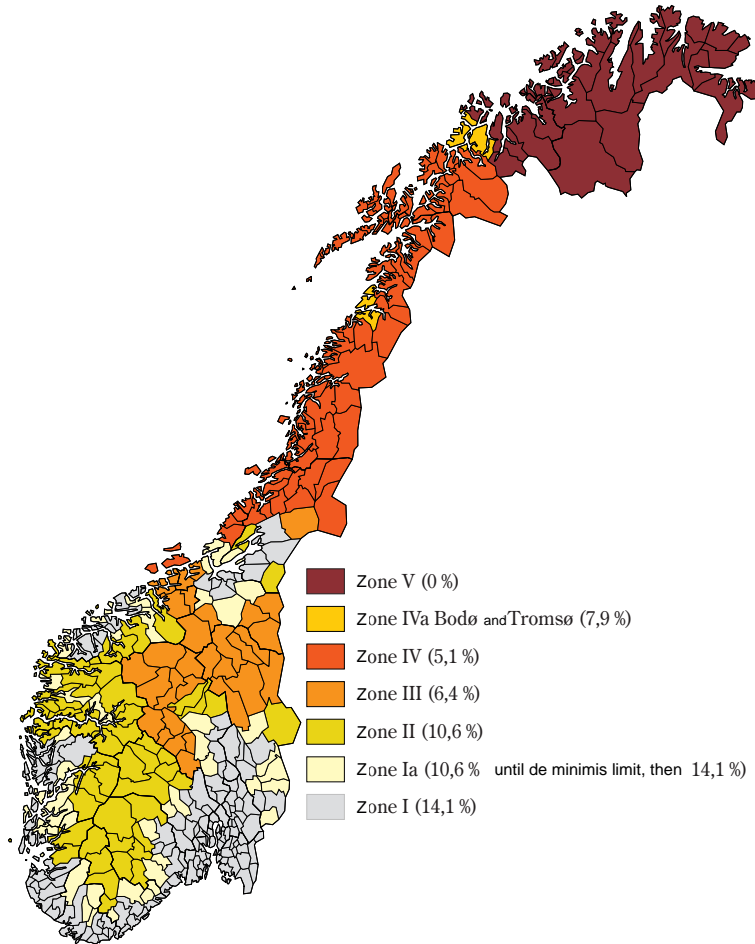 Zone V (0 %)
Zone IVa Bodø and Tromsø (7,9 %)
Zone IV (5,1 %)
Zone III (6,4 %)
Zone II (10,6 %)
Zone Ia (10,6 % until de minimis limit, then 14,1 %)
Zone I (14,1 %)